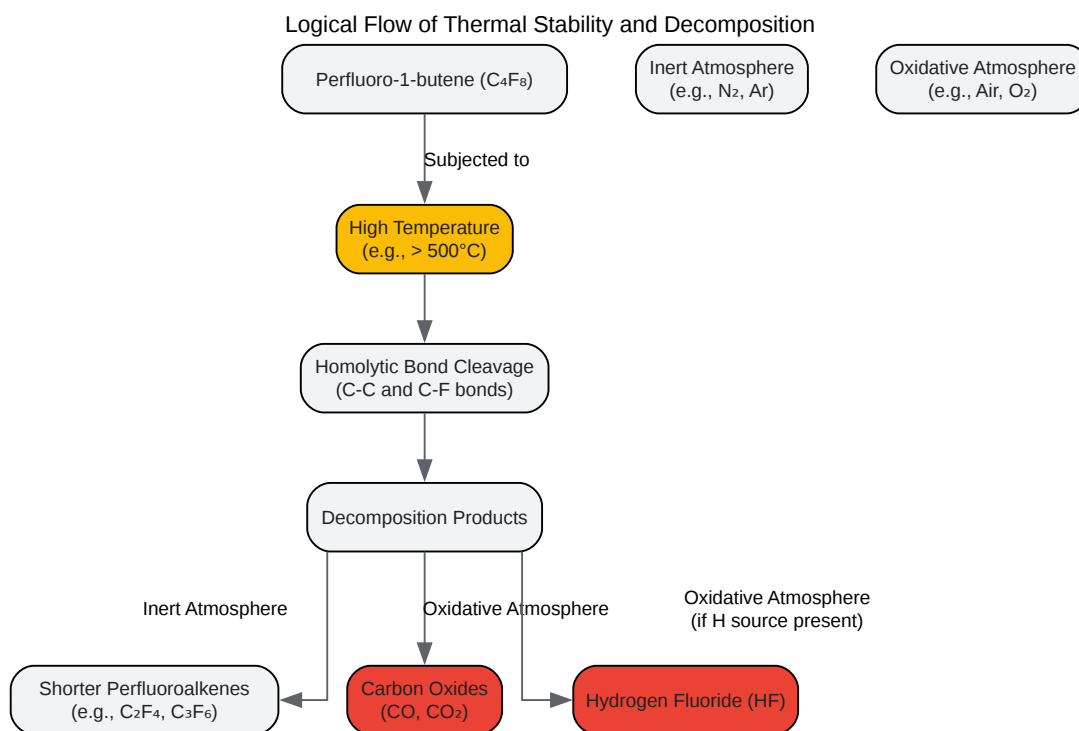 Logical Flow of Thermal Stability and Decomposition
Perfluoro-1-butene (C₄F₈)
Inert Atmosphere
(e.g., N₂, Ar)
Oxidative Atmosphere
(e.g., Air, O₂)
Subjected to
High Temperature
(e.g., > 500°C)
Homolytic Bond Cleavage
(C-C and C-F bonds)
Decomposition Products
Inert Atmosphere
Oxidative Atmosphere
Oxidative Atmosphere
(if H source present)
Shorter Perfluoroalkenes
(e.g., C₂F₄, C₃F₆)
Carbon Oxides
(CO, CO₂)
Hydrogen Fluoride (HF)